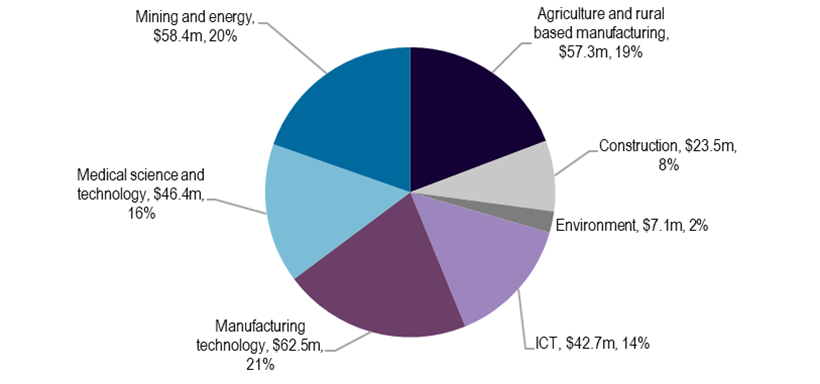 Mining and energy,
$58.4m, 20%
Agriculture and rural
based manufacturing,
$57.3m, 19%
Construction, $23.5m,
8%
Medical science and
technology, $46.4m,
16%
Environment, $7.1m, 2%
Manufacturing
technology, $62.5m,
21%
ICT, $42.7m, 14%